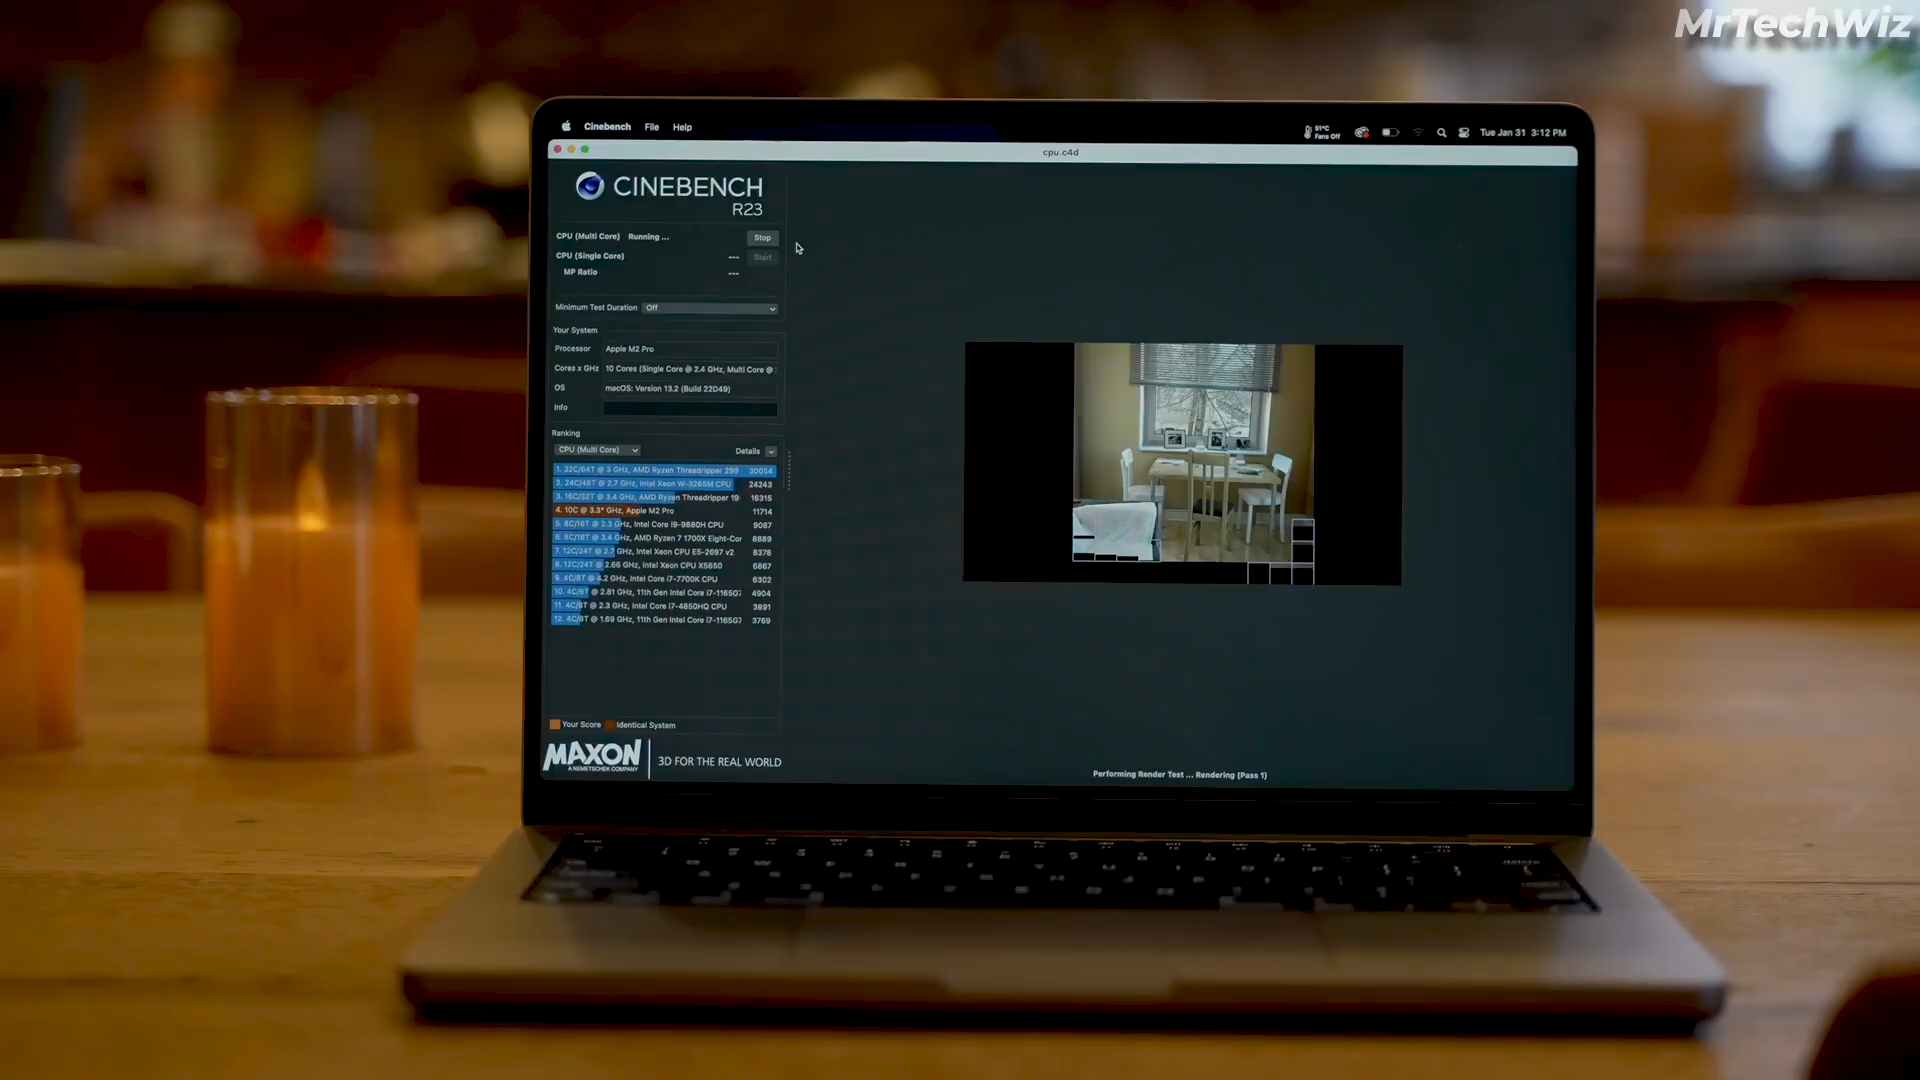 MrTechWiz
Cinebench File Help
51°C
Fans Off
Tue Jan 31 3:12 PM
cpu.c4d
CINEBENCH
R23
CPU (Multi Core) Running ... Stop
CPU (Single Core) --- Start
MP Ratio ---
Minimum Test Duration Off
Your System
Processor Apple M2 Pro
Cores x GHz 10 Cores (Single Core @ 2.4 GHz, Multi Core @
OS macOS: Version 13.2 (Build 22D49)
Info
Ranking
CPU (Multi Core) Details
1. 32C/64T @ 3 GHz, AMD Ryzen Threadripper 299 30054
2. 24C/48T @ 2.7 GHz, Intel Xeon W-3265M CPU 24243
3. 16C/32T @ 3.4 GHz, AMD Ryzen Threadripper 19 16315
4. 10C @ 3.3* GHz, Apple M2 Pro 11714
5. 8C/16T @ 2.3 GHz, Intel Core i9-9880H CPU 9087
6. 8C/16T @ 3.4 GHz, AMD Ryzen 7 1700X Eight-Cor 8889
7. 12C/24T @ 2.7 GHz, Intel Xeon CPU E5-2697 v2 8378
8. 12C/24T @ 2.66 GHz, Intel Xeon CPU X5650 6867
9. 4C/8T @ 4.2 GHz, Intel Core i7-7700K CPU 6302
10. 4C/8T @ 2.81 GHz, 11th Gen Intel Core i7-1165G7 4904
11. 4C/8T @ 2.3 GHz, Intel Core i7-4850HQ CPU 3891
12. 4C/8T @ 1.69 GHz, 11th Gen Intel Core i7-1165G7 3769
Your Score Identical System
MAXON 3D FOR THE REAL WORLD
A NEMETSCHEK COMPANY
Performing Render Test ... Rendering (Pass 1)
delete